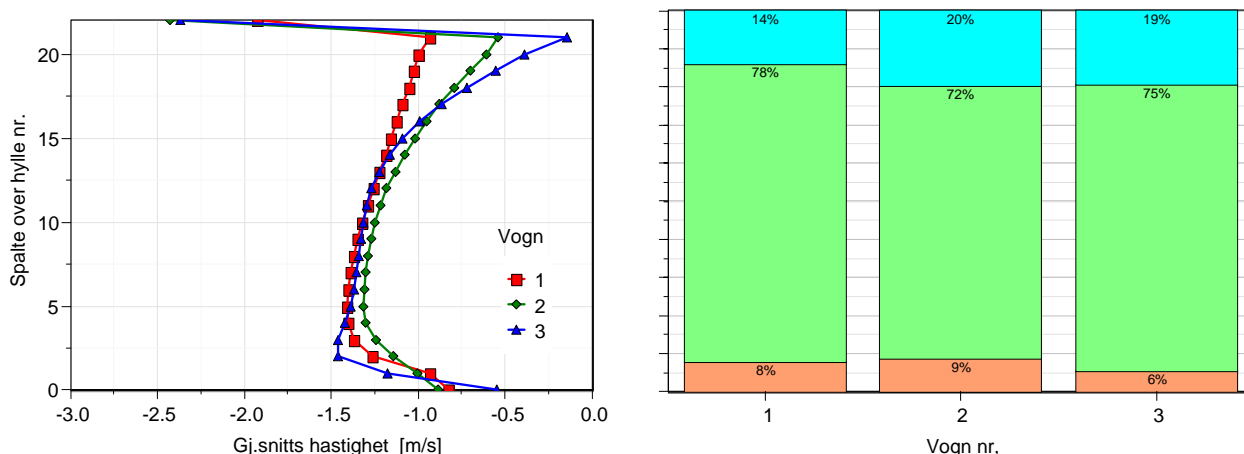 Spalte over hylle nr.
20
15
10
5
0
Vogn
1
2
3
-3.0 -2.5 -2.0 -1.5 -1.0 -0.5 0.0
Gj.snitts hastighet [m/s]
14% 20% 19%
78% 72% 75%
8% 9% 6%
1 2 3
Vogn nr,